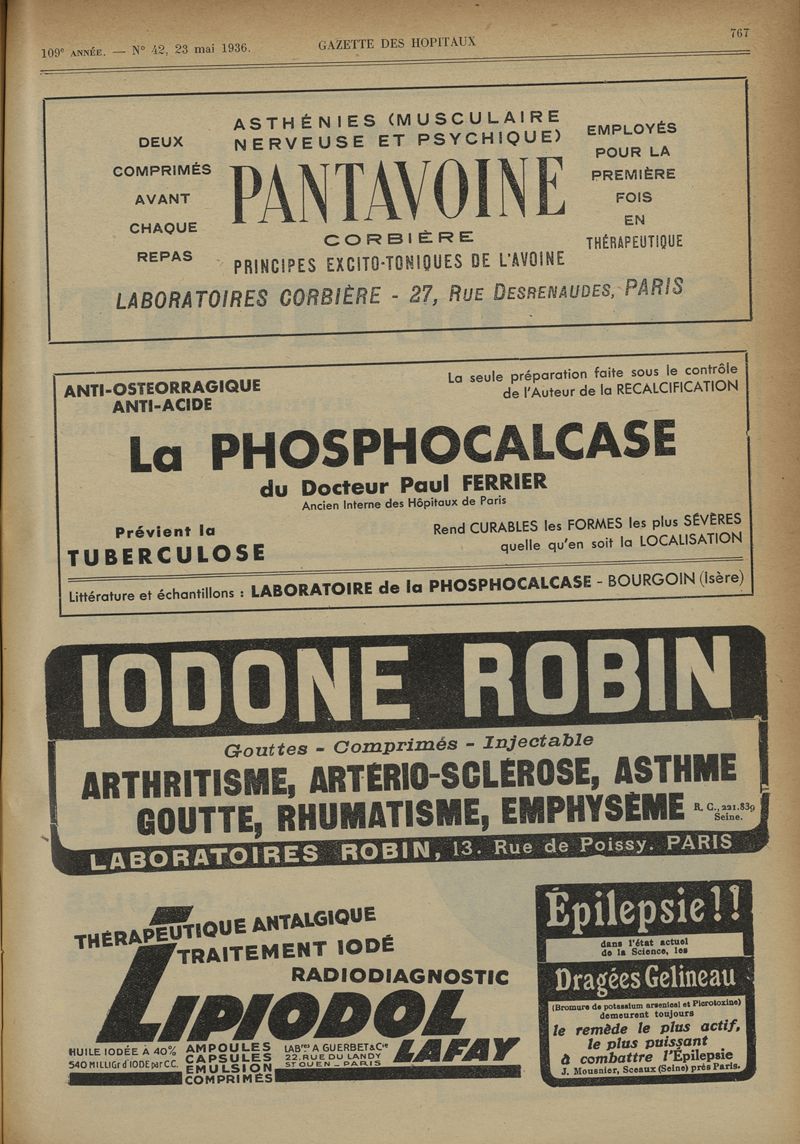 109e ANNÉE. — N° 42, 23 mai 1936.
GAZETTE DES HOPITAUX
767
DEUX
COMPRIMÉS
AVANT
CHAQUE
REPAS
ASTHÉNIES (MUSCULAIRE
NERVEUSE ET PSYCHIQUE)
PANTAVOINE
CORBIÈRE
PRINCIPES EXCITO-TONIQUES DE L'AVOINE
EMPLOYÉS
POUR LA
PREMIÈRE
FOIS
EN
THÉRAPEUTIQUE
LABORATOIRES CORBIÈRE - 27, RUE DESRENAUDES, PARIS
ANTI-OSTEORRAGIQUE
ANTI-ACIDE
La seule préparation faite sous le contrôle
de l'Auteur de la RECALCIFICATION
La PHOSPHOCALCASE
du Docteur Paul FERRIER
Ancien Interne des Hôpitaux de Paris
Prévient la
TUBERCULOSE
Rend CURABLES les FORMES les plus SÉVÈRES
quelle qu'en soit la LOCALISATION
Littérature et échantillons : LABORATOIRE de la PHOSPHOCALCASE - BOURGOIN (Isère)
IODONE ROBIN
Gouttes - Comprimés - Injectable
ARTHRITISME, ARTÉRIO-SCLÉROSE, ASTHME
GOUTTE, RHUMATISME, EMPHYSÈME
R. C., 221.839
Seine.
LABORATOIRES ROBIN, 13. Rue de Poissy. PARIS
THÉRAPEUTIQUE ANTALGIQUE
TRAITEMENT IODÉ
RADIODIAGNOSTIC
LIPIODOL
LAFAY
HUILE IODÉE À 40%
540 MILLIGr d'IODE par C.C.
AMPOULES
CAPSULES
EMULSION
COMPRIMÉS
LABres A GUERBET & Cie
22, RUE DU LANDY
St OUEN - PARIS
Épilepsie!!
dans l'état actuel
de la Science, les
Dragées Gelineau
(Bromure de potassium arsenical et Picrotoxine)
demeurent toujours
le remède le plus actif,
le plus puissant
à combattre l'Épilepsie
J. Mousnier, Sceaux (Seine) près Paris.